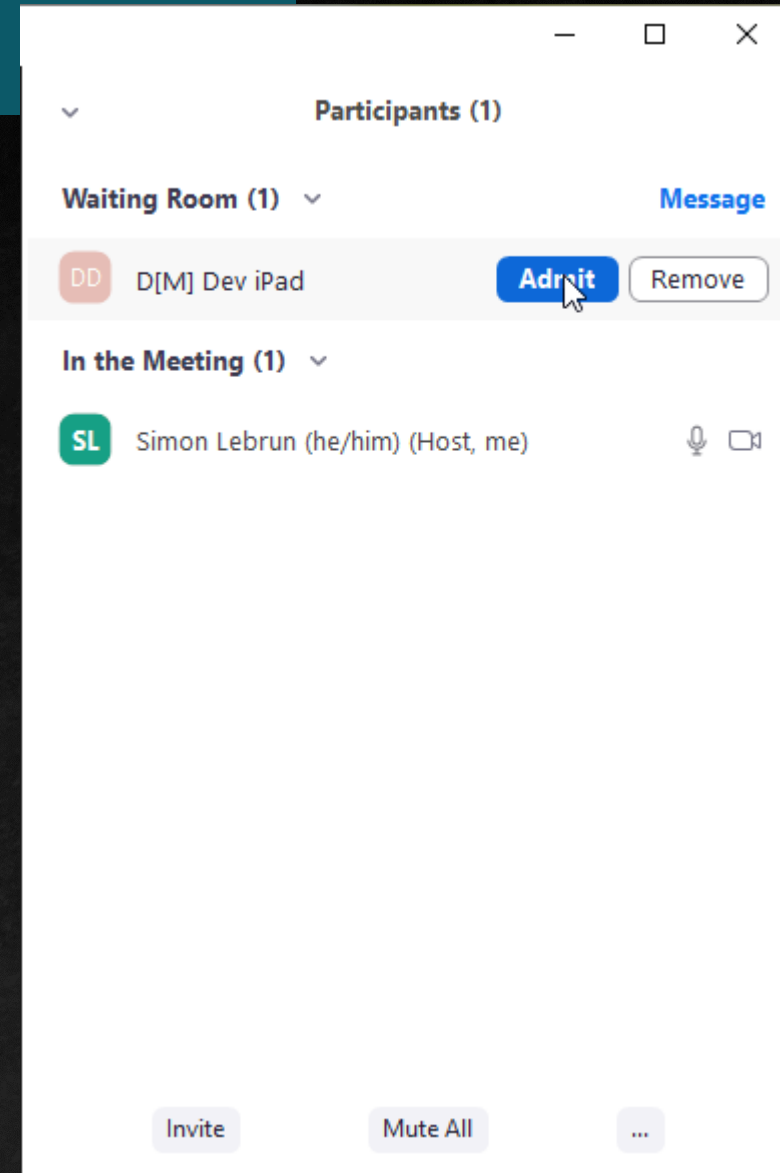 Participants (1)
Waiting Room (1) Message
DD D[M] Dev iPad Admit Remove
In the Meeting (1)
SL Simon Lebrun (he/him) (Host, me)
Invite Mute All ...